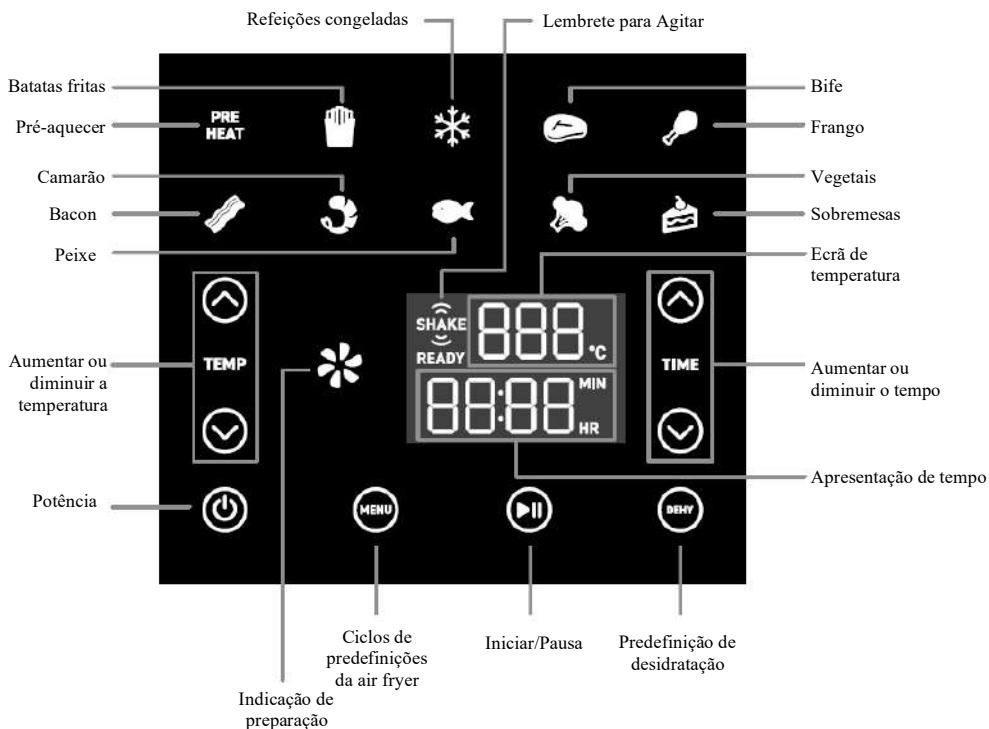 Refeições congeladas
Lembrete para Agitar
Batatas fritas
Bife
Pré-aquecer
PRE
HEAT
Frango
Camarão
Vegetais
Bacon
Sobremesas
Peixe
Ecrã de
temperatura
SHAKE
READY
888
°C
Aumentar ou
diminuir a
temperatura
TEMP
TIME
Aumentar ou
diminuir o tempo
88:88
MIN
HR
Apresentação de tempo
Potência
MENU
DEHY
Ciclos de
predefinições
da air fryer
Iniciar/Pausa
Predefinição de
desidratação
Indicação de
preparação